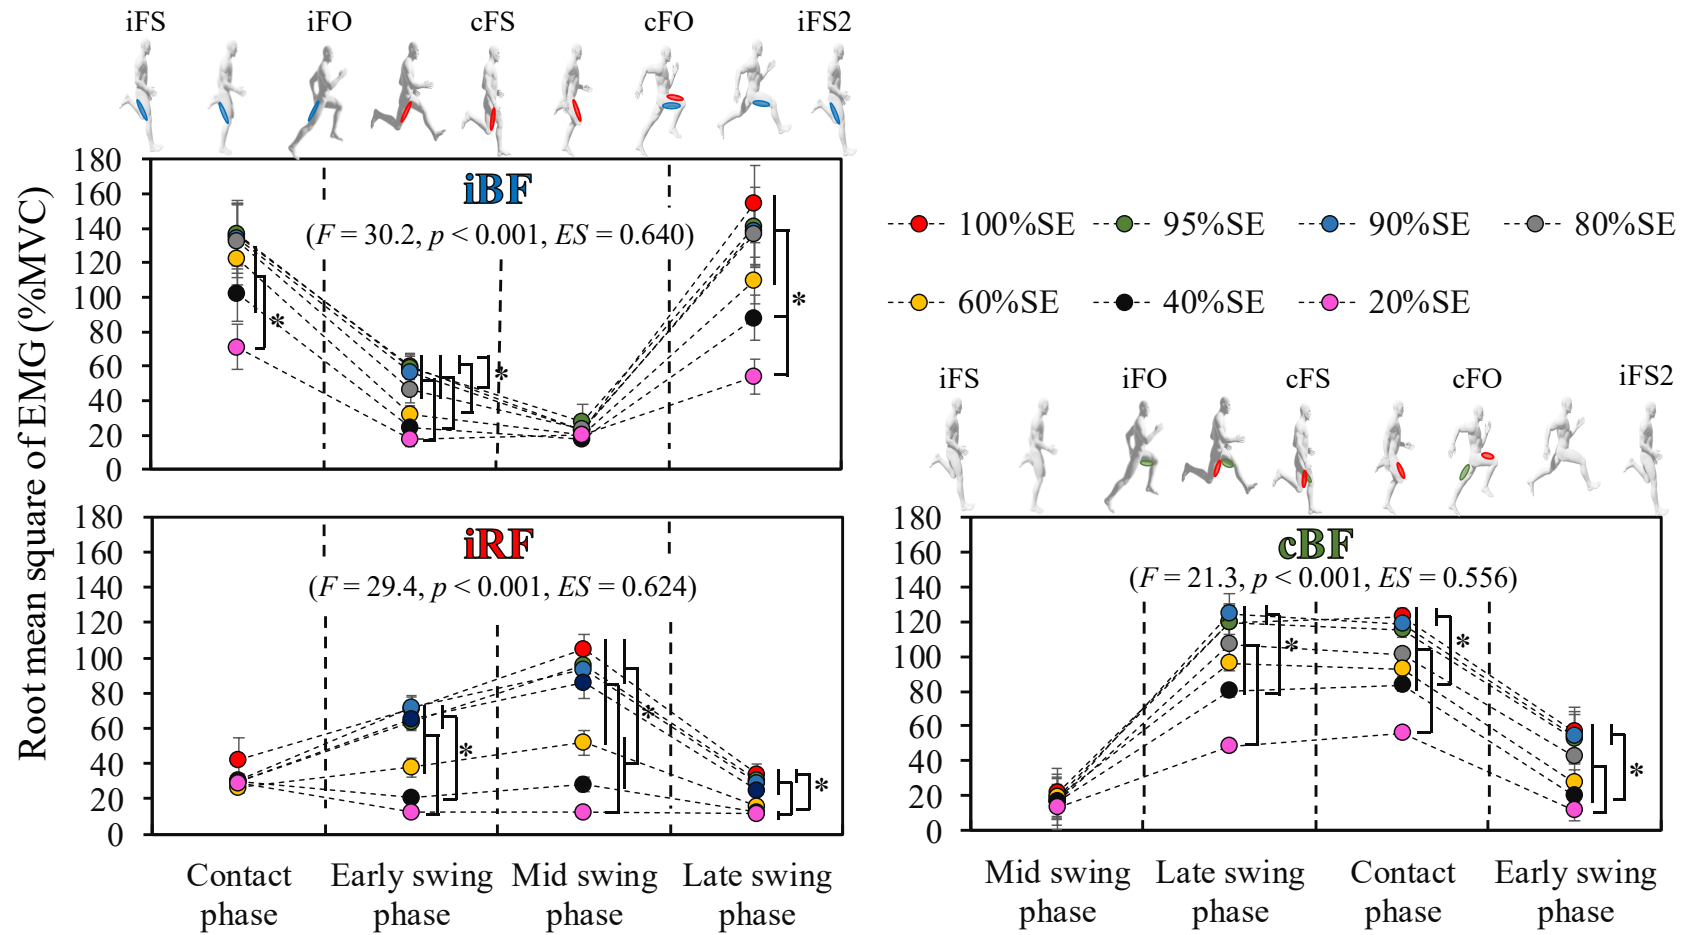 iFS iFO cFS cFO iFS2
Root mean square of EMG (%MVC)
180
160
140
120
100
80
60
40
20
0
iBF
(F = 30.2, p < 0.001, ES = 0.640)
*
*
*
100%SE 95%SE 90%SE 80%SE
60%SE 40%SE 20%SE
180
160
140
120
100
80
60
40
20
0
iRF
(F = 29.4, p < 0.001, ES = 0.624)
*
*
*
Contact phase
Early swing phase
Mid swing phase
Late swing phase
iFS iFO cFS cFO iFS2
180
160
140
120
100
80
60
40
20
0
cBF
(F = 21.3, p < 0.001, ES = 0.556)
*
*
*
Mid swing phase
Late swing phase
Contact phase
Early swing phase